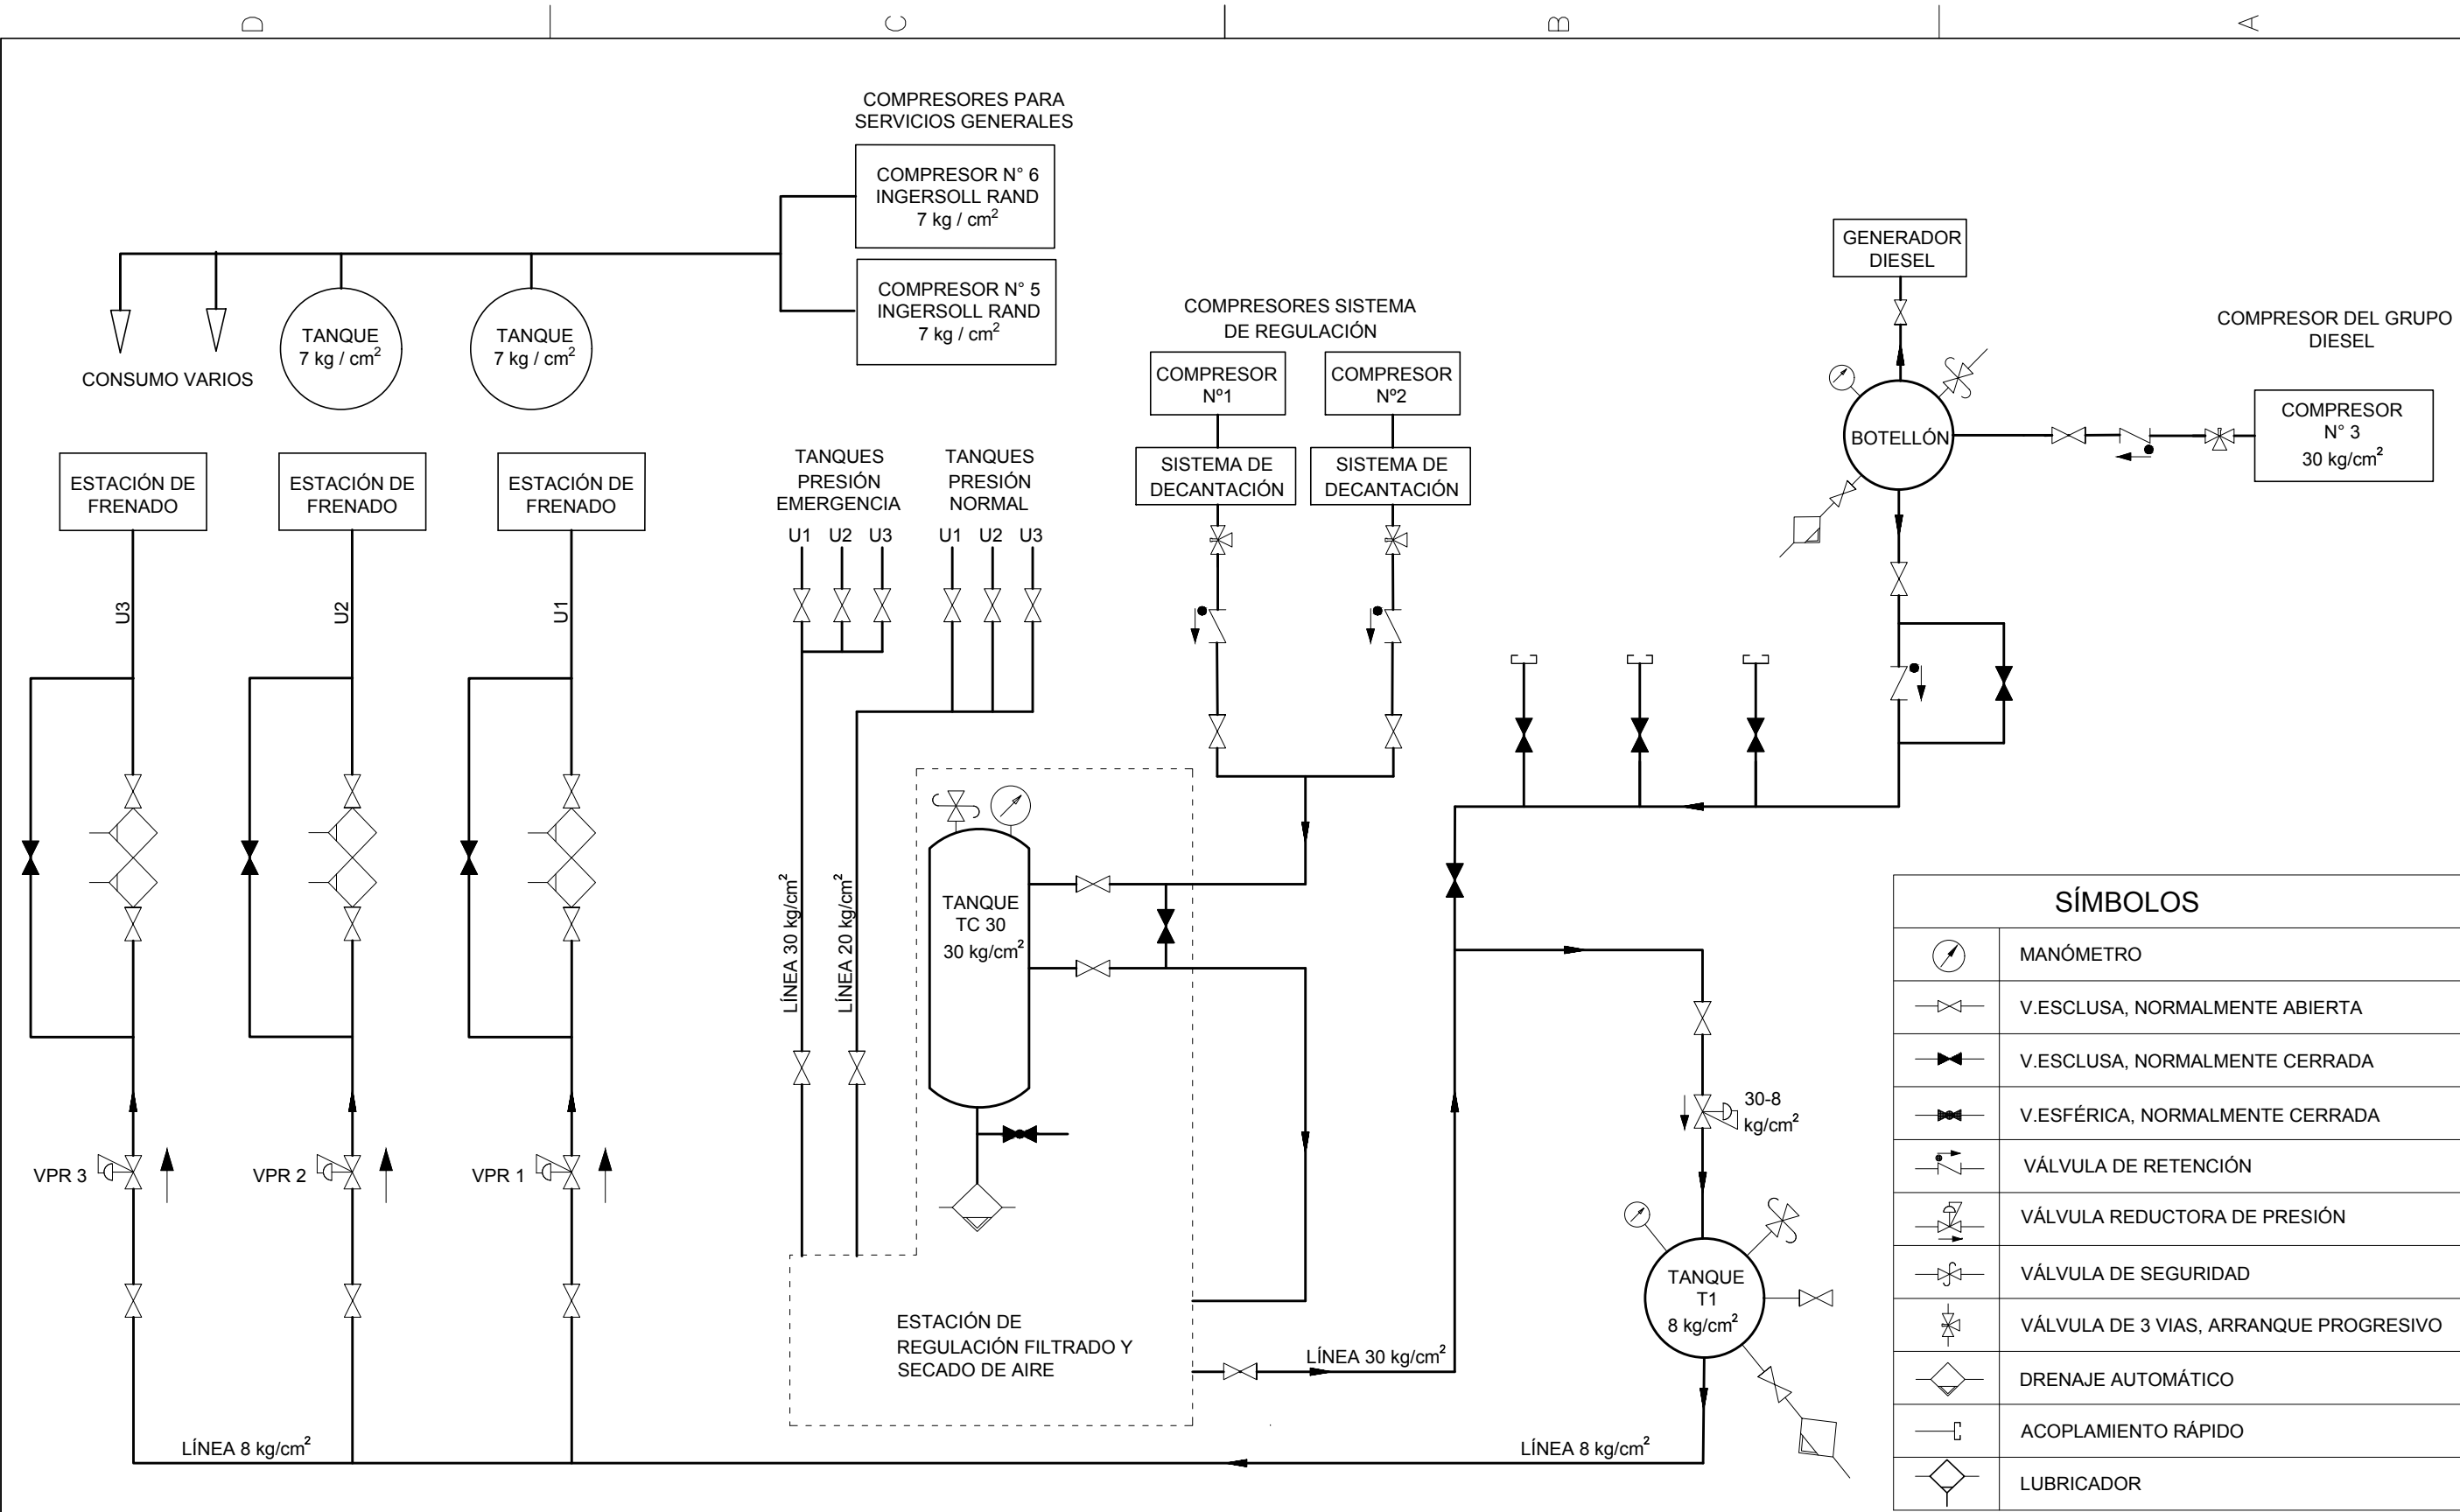 D
C
B
A
COMPRESORES PARA
SERVICIOS GENERALES
COMPRESOR N° 6
INGERSOLL RAND
7 kg / cm²
COMPRESOR N° 5
INGERSOLL RAND
7 kg / cm²
TANQUE
7 kg / cm²
TANQUE
7 kg / cm²
CONSUMO VARIOS
GENERADOR
DIESEL
COMPRESOR DEL GRUPO
DIESEL
COMPRESOR
N° 3
30 kg/cm²
BOTELLÓN
COMPRESORES SISTEMA
DE REGULACIÓN
COMPRESOR
Nº1
COMPRESOR
Nº2
SISTEMA DE
DECANTACIÓN
SISTEMA DE
DECANTACIÓN
ESTACIÓN DE
FRENADO
ESTACIÓN DE
FRENADO
ESTACIÓN DE
FRENADO
TANQUES
PRESIÓN
EMERGENCIA
U1 U2 U3
TANQUES
PRESIÓN
NORMAL
U1 U2 U3
U3
U2
U1
LÍNEA 30 kg/cm²
LÍNEA 20 kg/cm²
TANQUE
TC 30
30 kg/cm²
30-8
kg/cm²
VPR 3
VPR 2
VPR 1
TANQUE
T1
8 kg/cm²
ESTACIÓN DE
REGULACIÓN FILTRADO Y
SECADO DE AIRE
LÍNEA 30 kg/cm²
LÍNEA 8 kg/cm²
LÍNEA 8 kg/cm²
SÍMBOLOS
MANÓMETRO
V.ESCLUSA, NORMALMENTE ABIERTA
V.ESCLUSA, NORMALMENTE CERRADA
V.ESFÉRICA, NORMALMENTE CERRADA
VÁLVULA DE RETENCIÓN
VÁLVULA REDUCTORA DE PRESIÓN
VÁLVULA DE SEGURIDAD
VÁLVULA DE 3 VIAS, ARRANQUE PROGRESIVO
DRENAJE AUTOMÁTICO
ACOPLAMIENTO RÁPIDO
LUBRICADOR